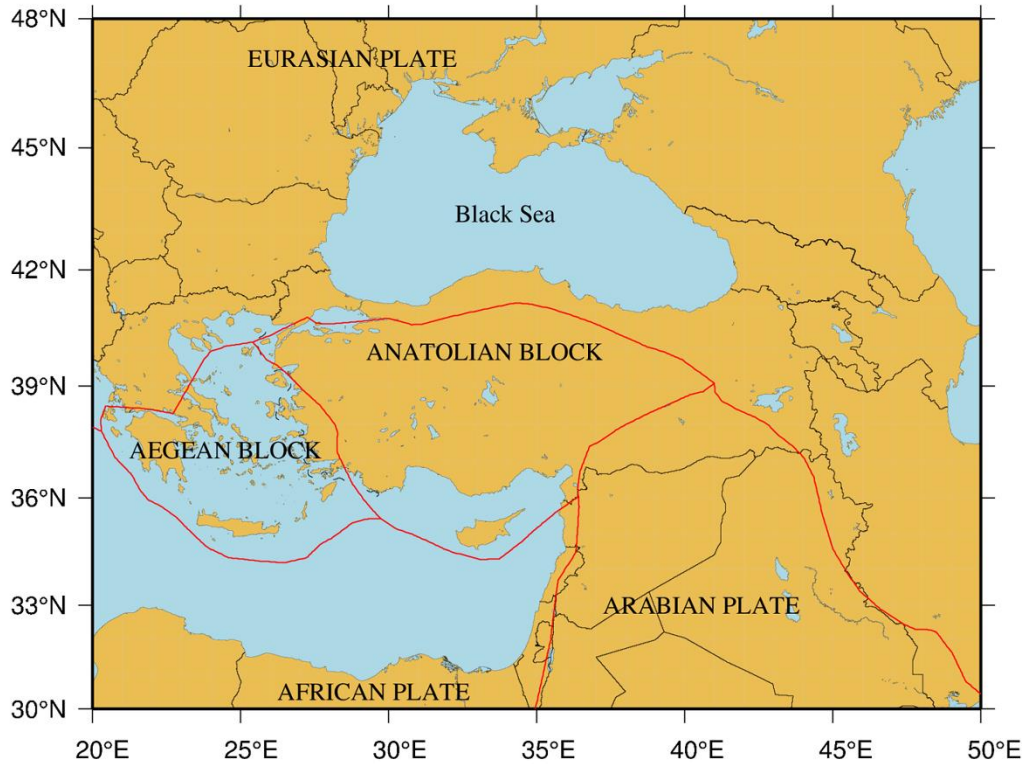 48°N
EURASIAN PLATE
45°N
Black Sea
42°N
ANATOLIAN BLOCK
39°N
AEGEAN BLOCK
36°N
33°N
ARABIAN PLATE
AFRICAN PLATE
30°N
20°E 25°E 30°E 35°E 40°E 45°E 50°E